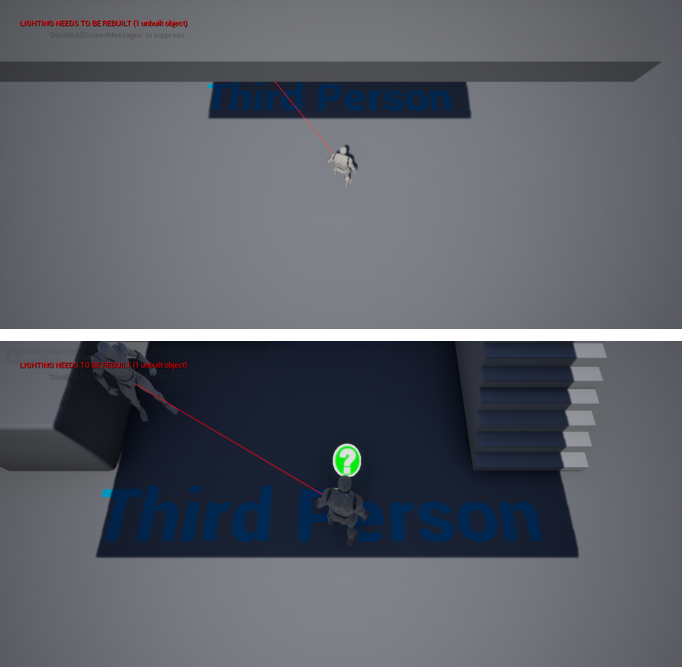 LIGHTING NEEDS TO BE REBUILT (1 unbuilt object)
'DisableAllScreenMessages' to suppress
Third Person
LIGHTING NEEDS TO BE REBUILT (1 unbuilt object)
?
Third Person